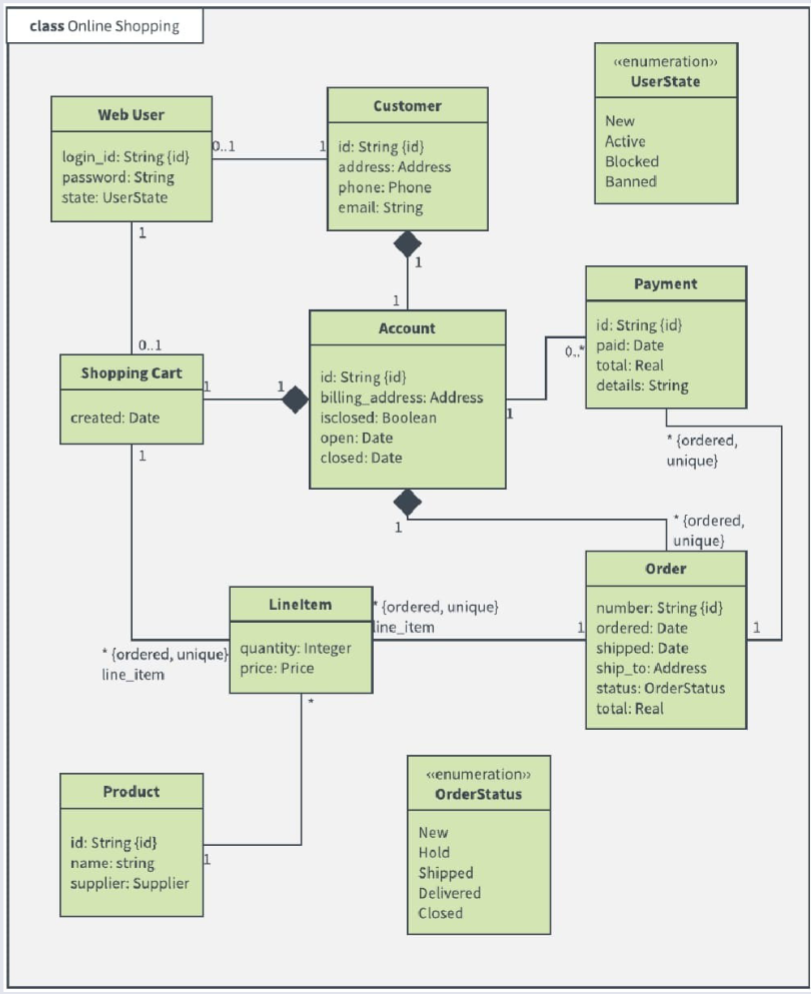 class Online Shopping
Web User
login_id: String {id}
password: String
state: UserState
0..1
1
Customer
id: String {id}
address: Address
phone: Phone
email: String
‹‹enumeration››
UserState
New
Active
Blocked
Banned
1
0..1
1
1
Shopping Cart
created: Date
1
1
1
Account
id: String {id}
billing_address: Address
isclosed: Boolean
open: Date
closed: Date
1
0..*
Payment
id: String {id}
paid: Date
total: Real
details: String
* {ordered,
unique}
1
* {ordered,
unique}
Order
number: String {id}
ordered: Date
shipped: Date
ship_to: Address
status: OrderStatus
total: Real
1
1
LineItem
quantity: Integer
price: Price
* {ordered, unique}
line_item
* {ordered, unique}
line_item
*
Product
id: String {id}
name: string
supplier: Supplier
1
‹‹enumeration››
OrderStatus
New
Hold
Shipped
Delivered
Closed